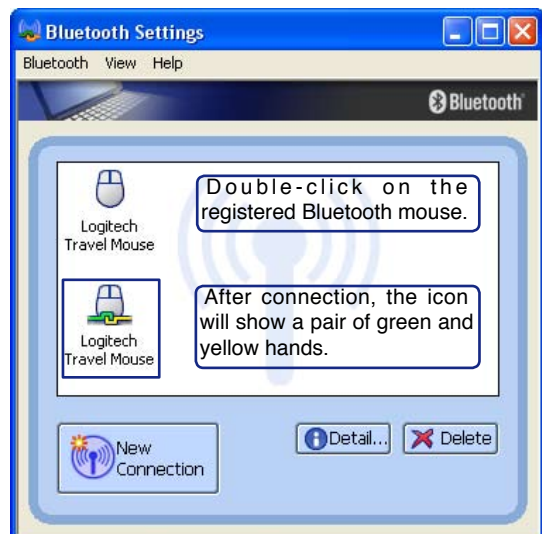 Bluetooth Settings
Bluetooth View Help
Bluetooth
Logitech
Travel Mouse
Double-click on the
registered Bluetooth mouse.
Logitech
Travel Mouse
After connection, the icon
will show a pair of green and
yellow hands.
New
Connection
Detail...
Delete